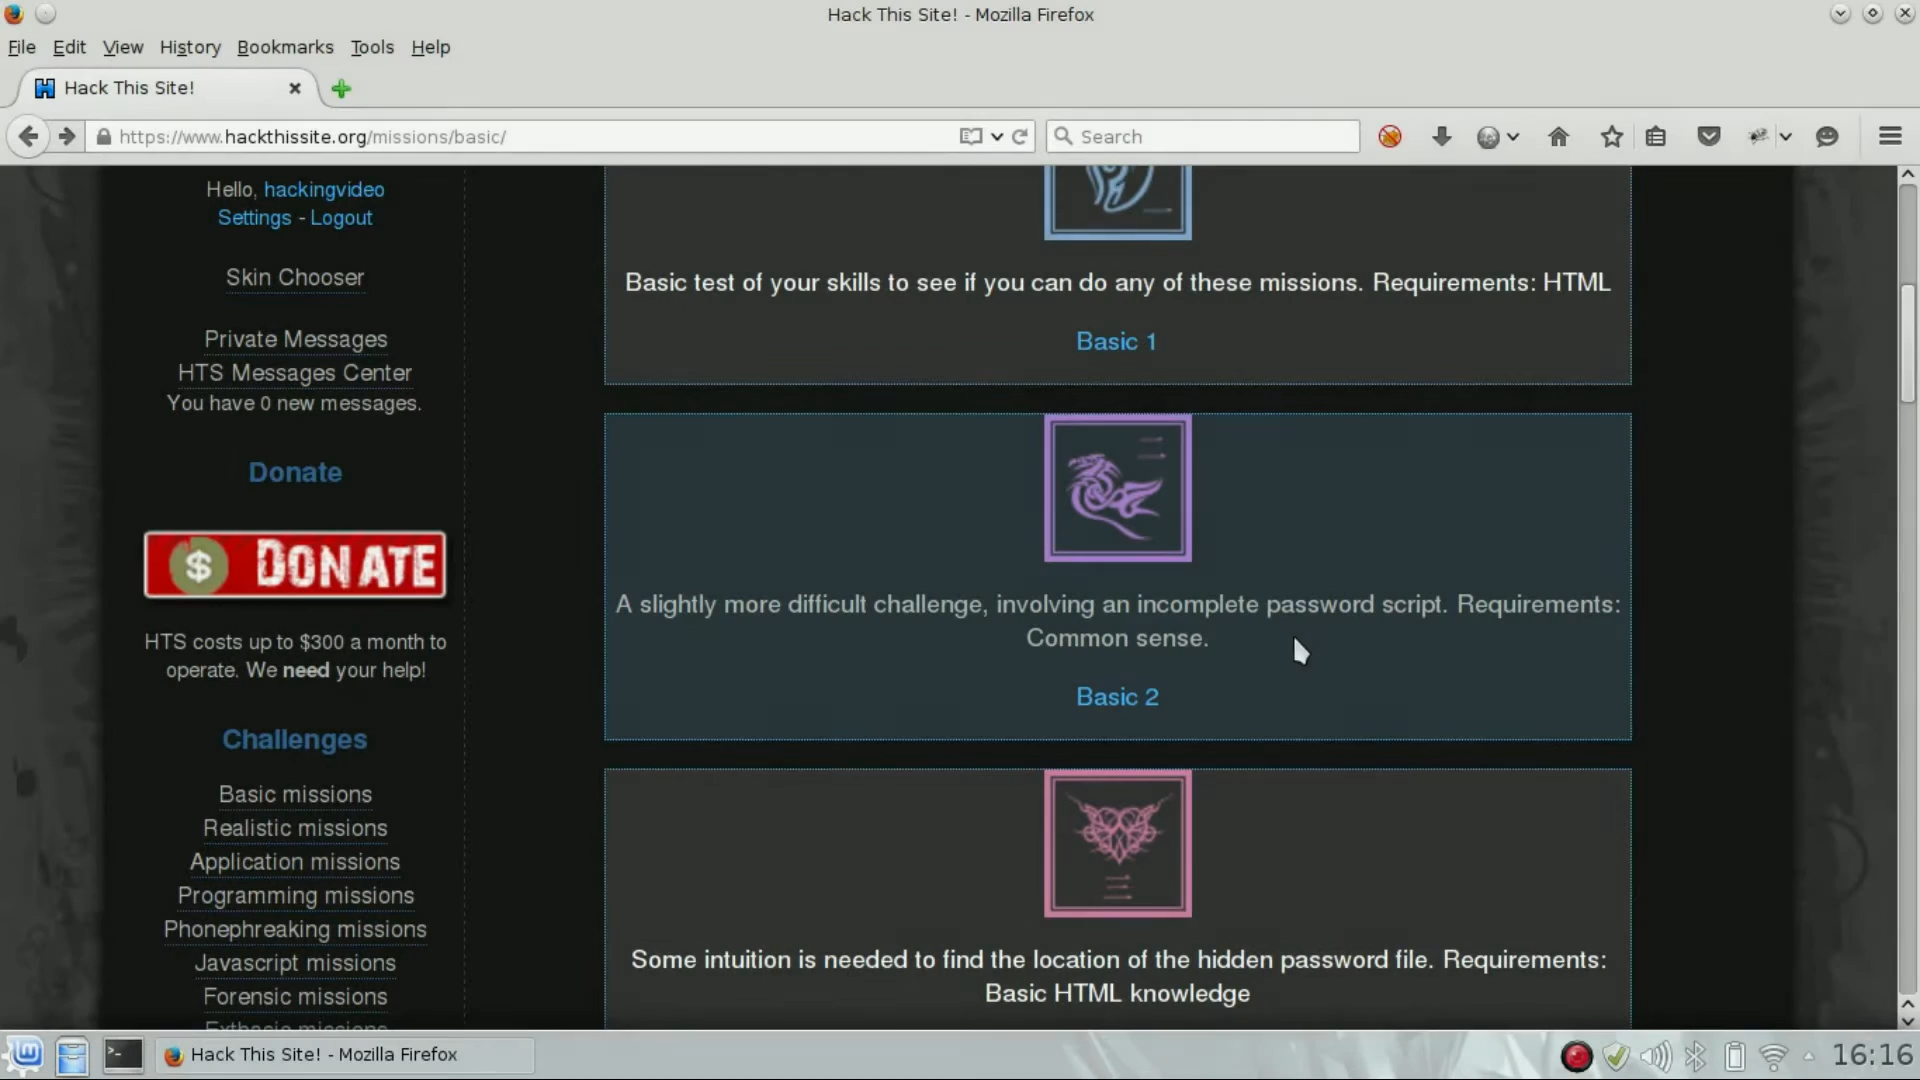 Hack This Site! - Mozilla Firefox
File Edit View History Bookmarks Tools Help
Hack This Site!
https://www.hackthissite.org/missions/basic/
Search
Hello, hackingvideo
Settings - Logout
Skin Chooser
Private Messages
HTS Messages Center
You have 0 new messages.
Donate
$ DONATE
HTS costs up to $300 a month to
operate. We need your help!
Challenges
Basic missions
Realistic missions
Application missions
Programming missions
Phonephreaking missions
Javascript missions
Forensic missions
Extbasic missions
Basic test of your skills to see if you can do any of these missions. Requirements: HTML
Basic 1
A slightly more difficult challenge, involving an incomplete password script. Requirements:
Common sense.
Basic 2
Some intuition is needed to find the location of the hidden password file. Requirements:
Basic HTML knowledge
Hack This Site! - Mozilla Firefox
16:16